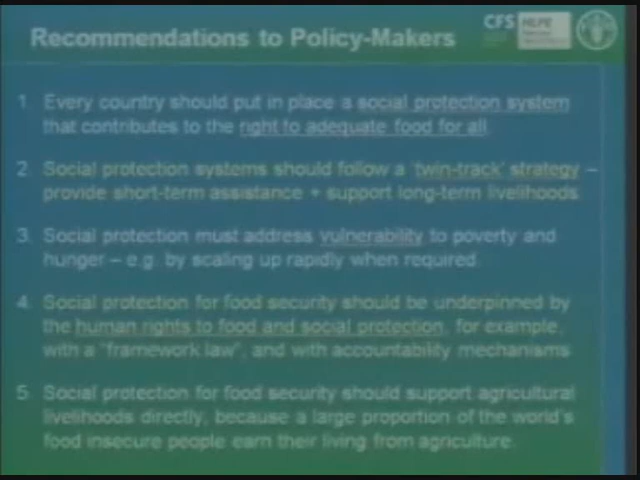 Recommendations to Policy-Makers
CFS
HLPE
1. Every country should put in place a social protection system
that contributes to the right to adequate food for all.
2. Social protection systems should follow a 'twin-track' strategy –
provide short-term assistance + support long-term livelihoods
3. Social protection must address vulnerability to poverty and
hunger – e.g. by scaling up rapidly when required.
4. Social protection for food security should be underpinned by
the human rights to food and social protection, for example,
with a "framework law", and with accountability mechanisms
5. Social protection for food security should support agricultural
livelihoods directly, because a large proportion of the world's
food insecure people earn their living from agriculture.